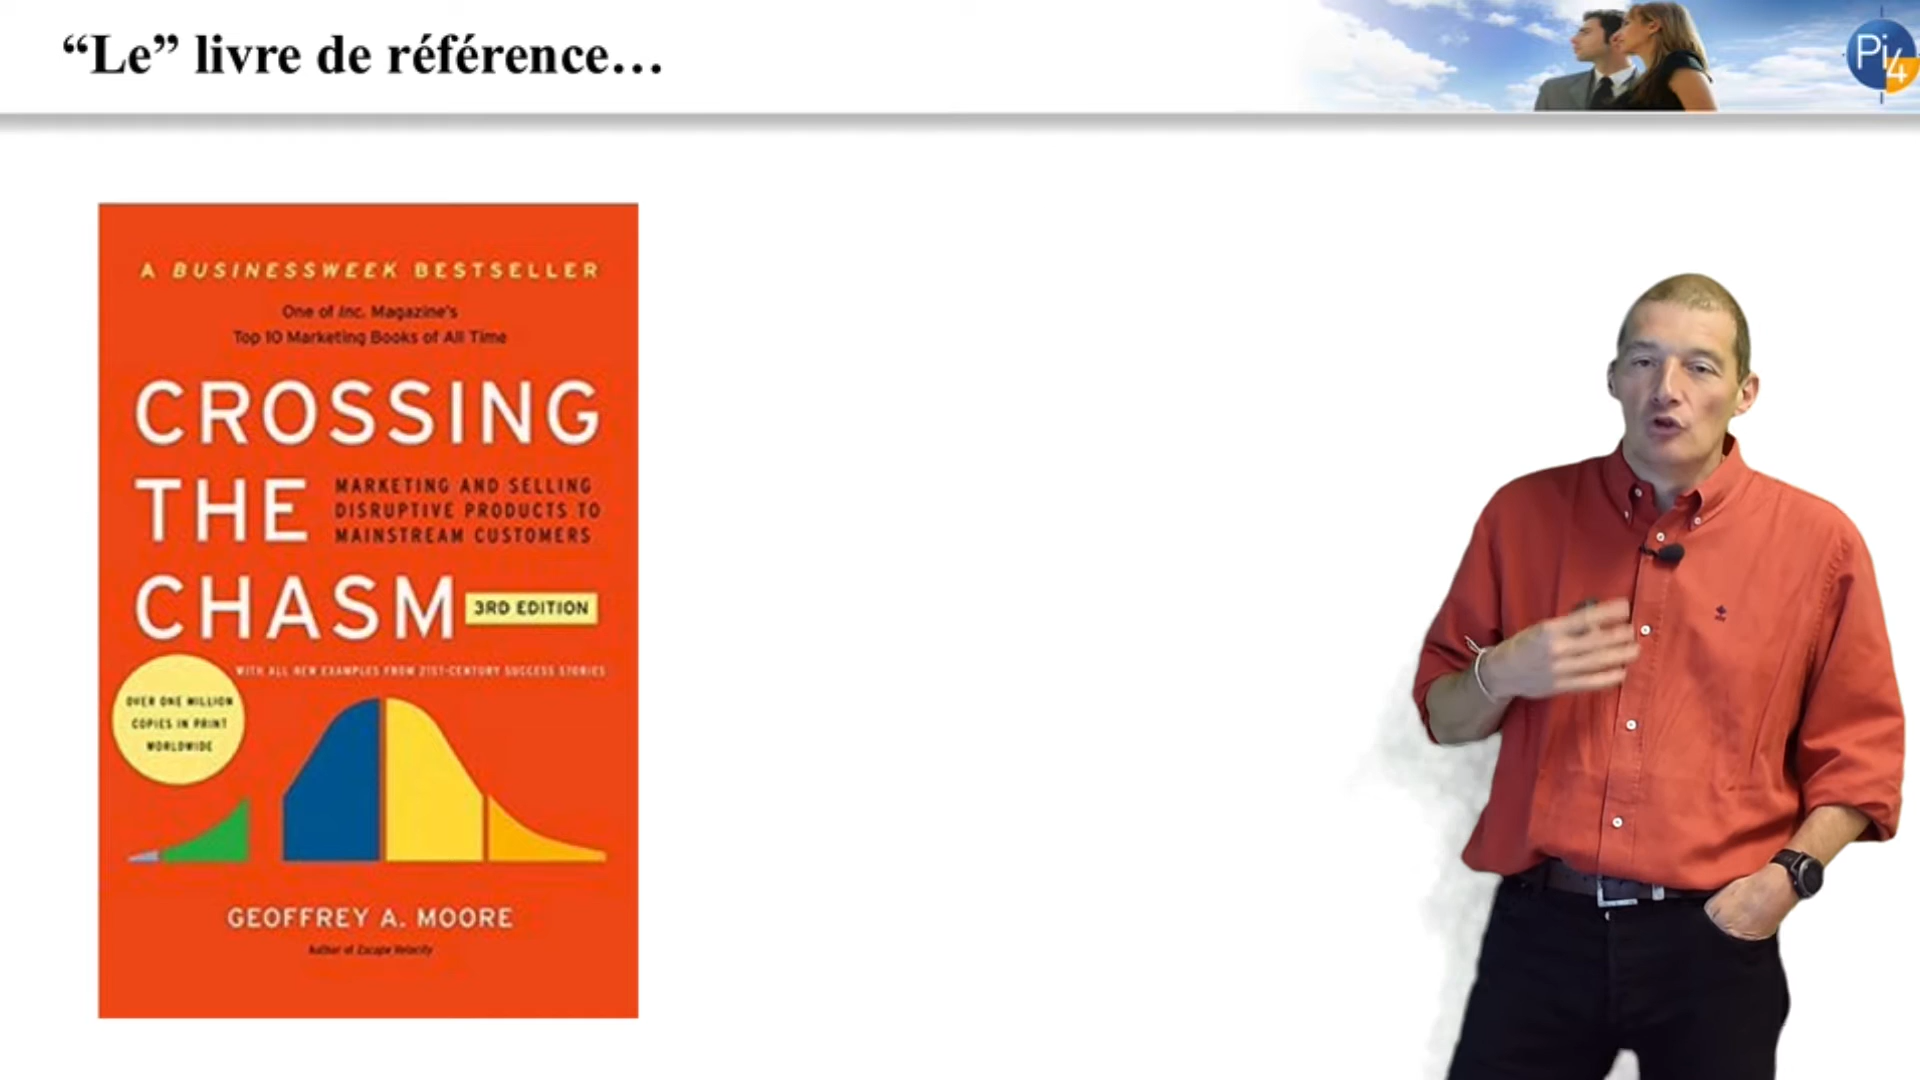 “Le” livre de référence…
Pi4
A BUSINESSWEEK BESTSELLER
One of Inc. Magazine's
Top 10 Marketing Books of All Time
CROSSING
THE
MARKETING AND SELLING
DISRUPTIVE PRODUCTS TO
MAINSTREAM CUSTOMERS
CHASM
3RD EDITION
WITH ALL NEW EXAMPLES FROM 21ST-CENTURY SUCCESS STORIES
OVER ONE MILLION
COPIES IN PRINT
WORLDWIDE
GEOFFREY A. MOORE
Author of Escape Velocity